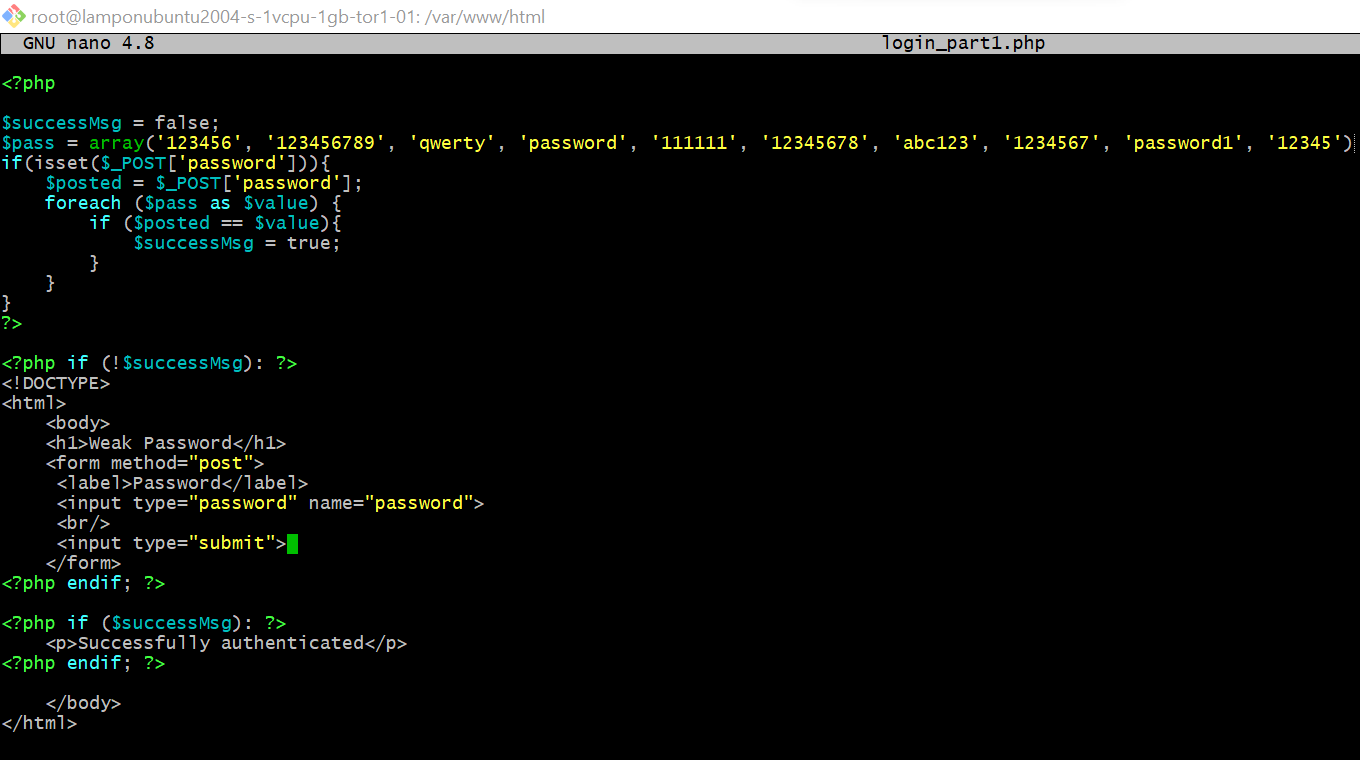 root@lamponubuntu2004-s-1vcpu-1gb-tor1-01: /var/www/html
GNU nano 4.8 login_part1.php
<?php
$successMsg = false;
$pass = array('123456', '123456789', 'qwerty', 'password', '111111', '12345678', 'abc123', '1234567', 'password1', '12345')
if(isset($_POST['password'])){
    $posted = $_POST['password'];
    foreach ($pass as $value) {
        if ($posted == $value){
            $successMsg = true;
        }
    }
}
?>
<?php if (!$successMsg): ?>
<!DOCTYPE>
<html>
    <body>
    <h1>Weak Password</h1>
    <form method="post">
     <label>Password</label>
     <input type="password" name="password">
     <br/>
     <input type="submit">
    </form>
<?php endif; ?>
<?php if ($successMsg): ?>
    <p>Successfully authenticated</p>
<?php endif; ?>
    </body>
</html>